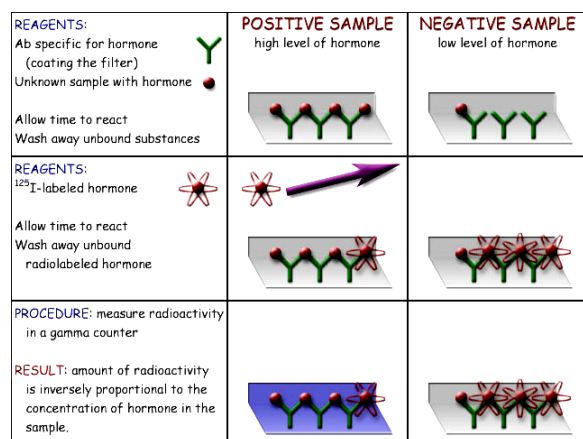 REAGENTS:
Ab specific for hormone
(coating the filter)
Unknown sample with hormone
Allow time to react
Wash away unbound substances
POSITIVE SAMPLE
high level of hormone
NEGATIVE SAMPLE
low level of hormone
REAGENTS:
125I-labeled hormone
Allow time to react
Wash away unbound
radiolabeled hormone
PROCEDURE: measure radioactivity
in a gamma counter
RESULT: amount of radioactivity
is inversely proportional to the
concentration of hormone in the
sample.